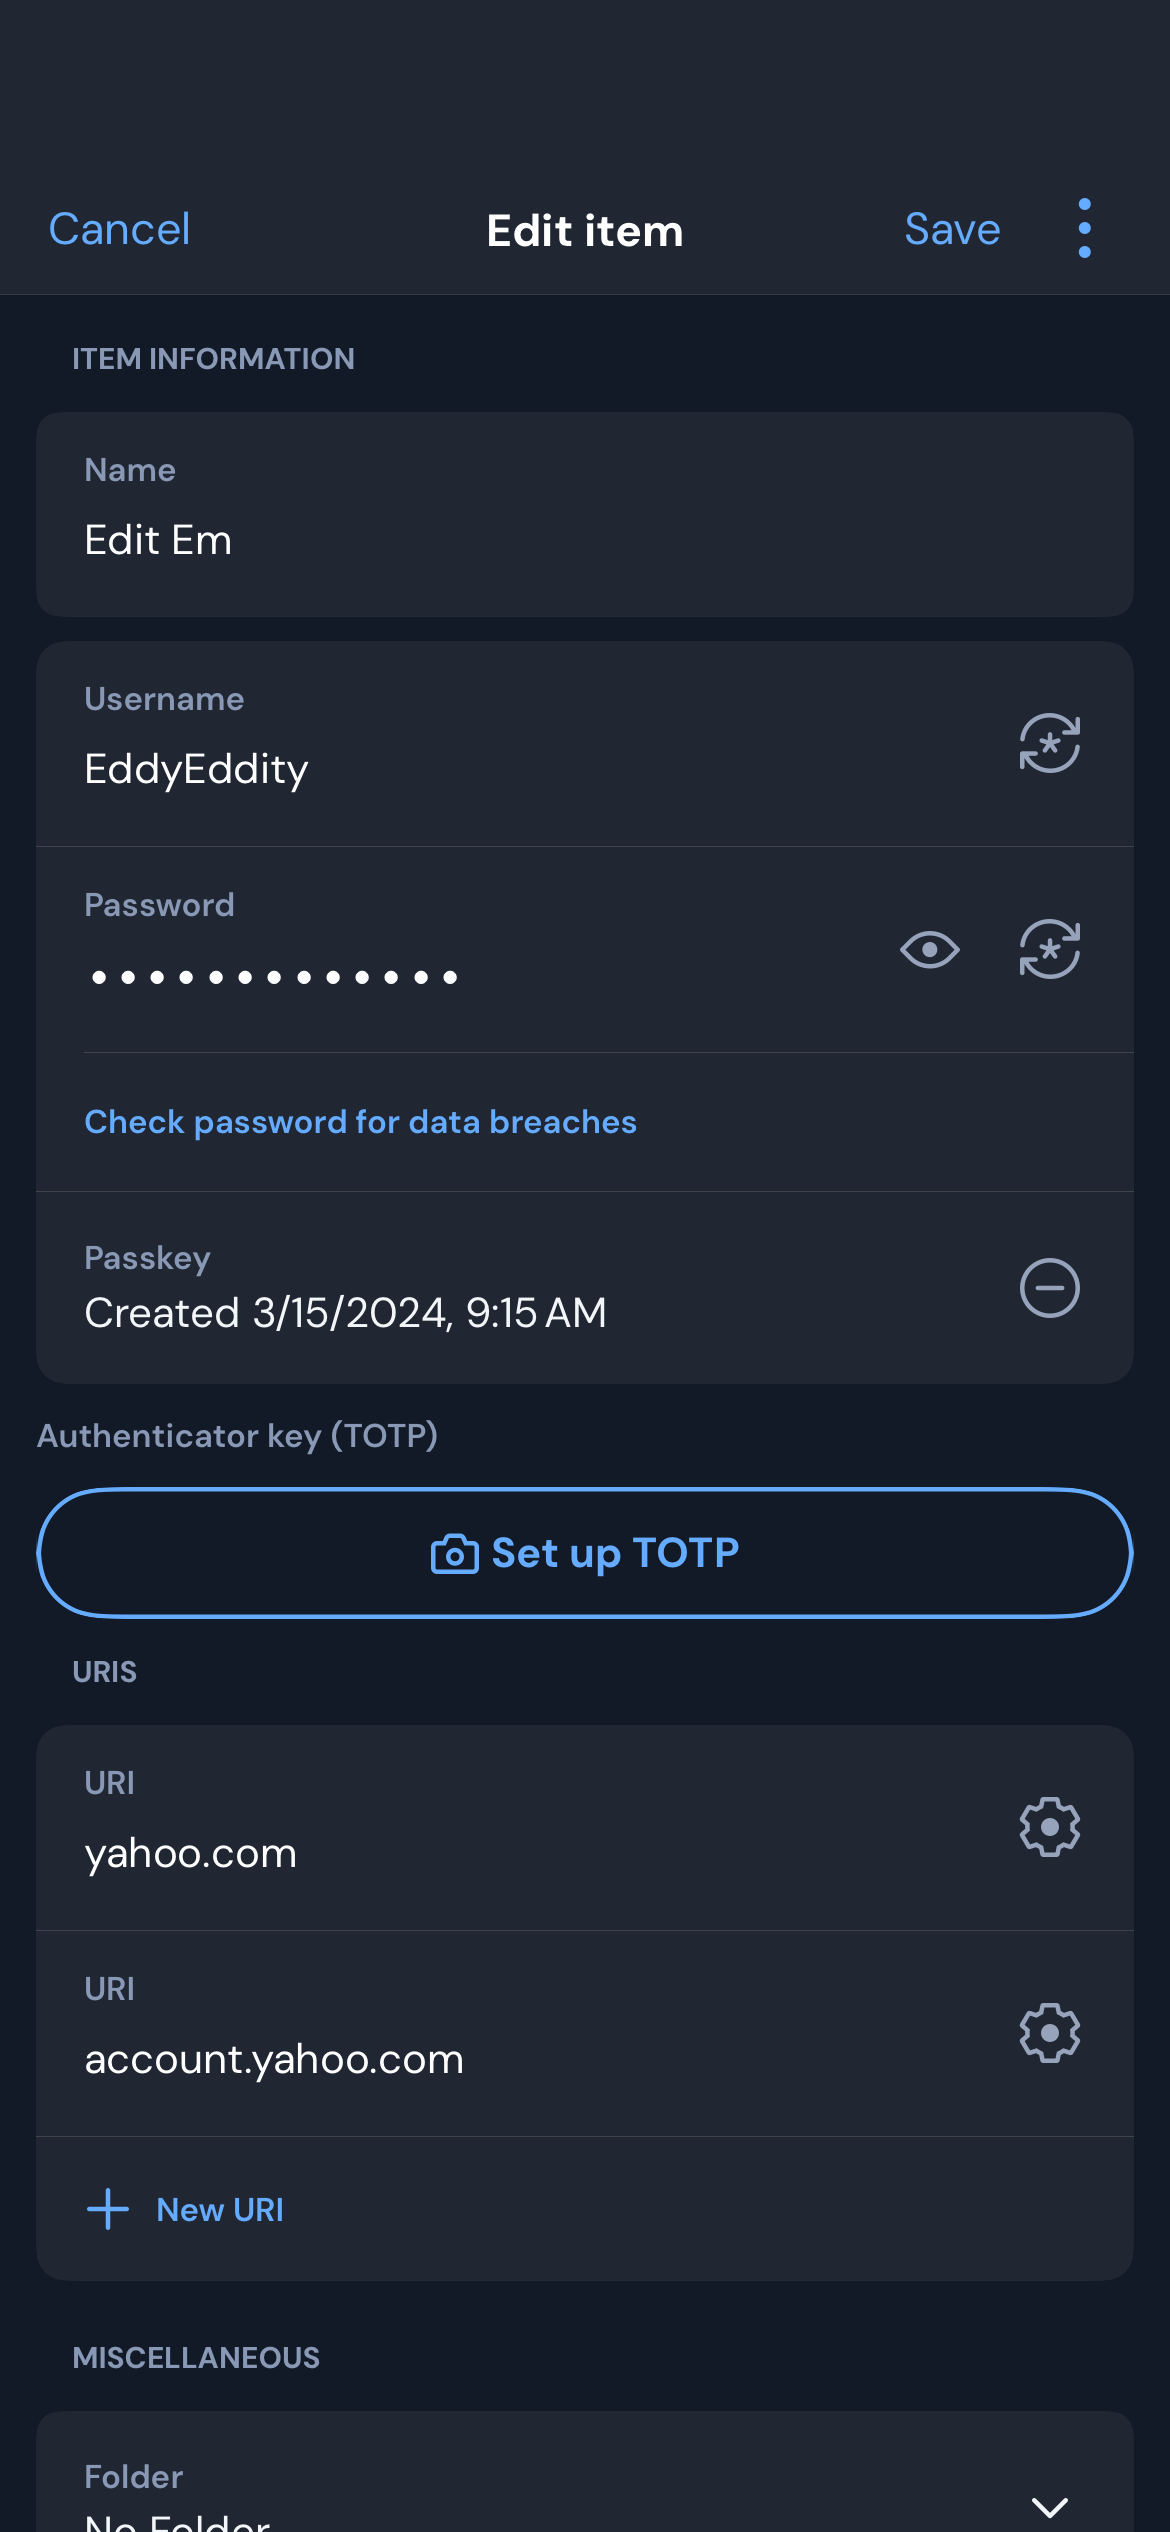 Cancel Edit item Save
ITEM INFORMATION
Name
Edit Em
Username
EddyEddity
Password
•••••••••••••
Check password for data breaches
Passkey
Created 3/15/2024, 9:15 AM
Authenticator key (TOTP)
Set up TOTP
URIS
URI
yahoo.com
URI
account.yahoo.com
New URI
MISCELLANEOUS
Folder
No Folder